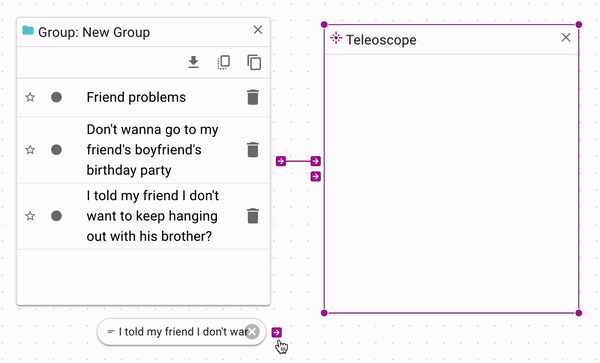 Group: New Group
Teleoscope
Friend problems
Don't wanna go to my
friend's boyfriend's
birthday party
I told my friend I don't
want to keep hanging
out with his brother?
I told my friend I don't war